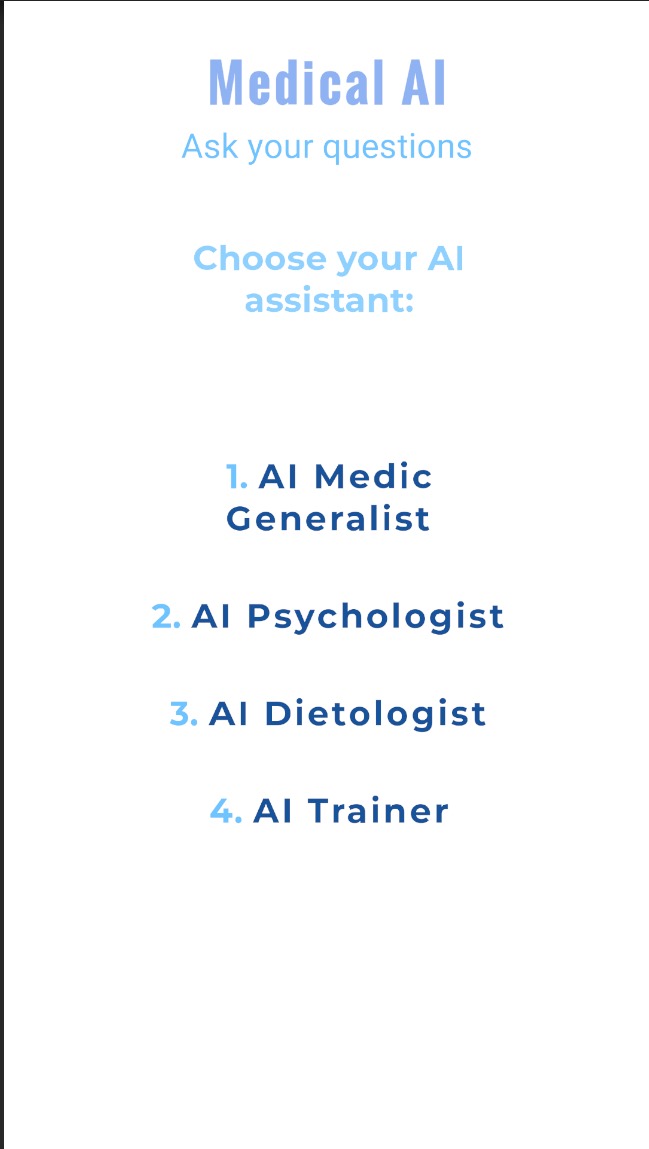 Medical AI
Ask your questions
Choose your AI
assistant:
1. AI Medic
Generalist
2. AI Psychologist
3. AI Dietologist
4. AI Trainer